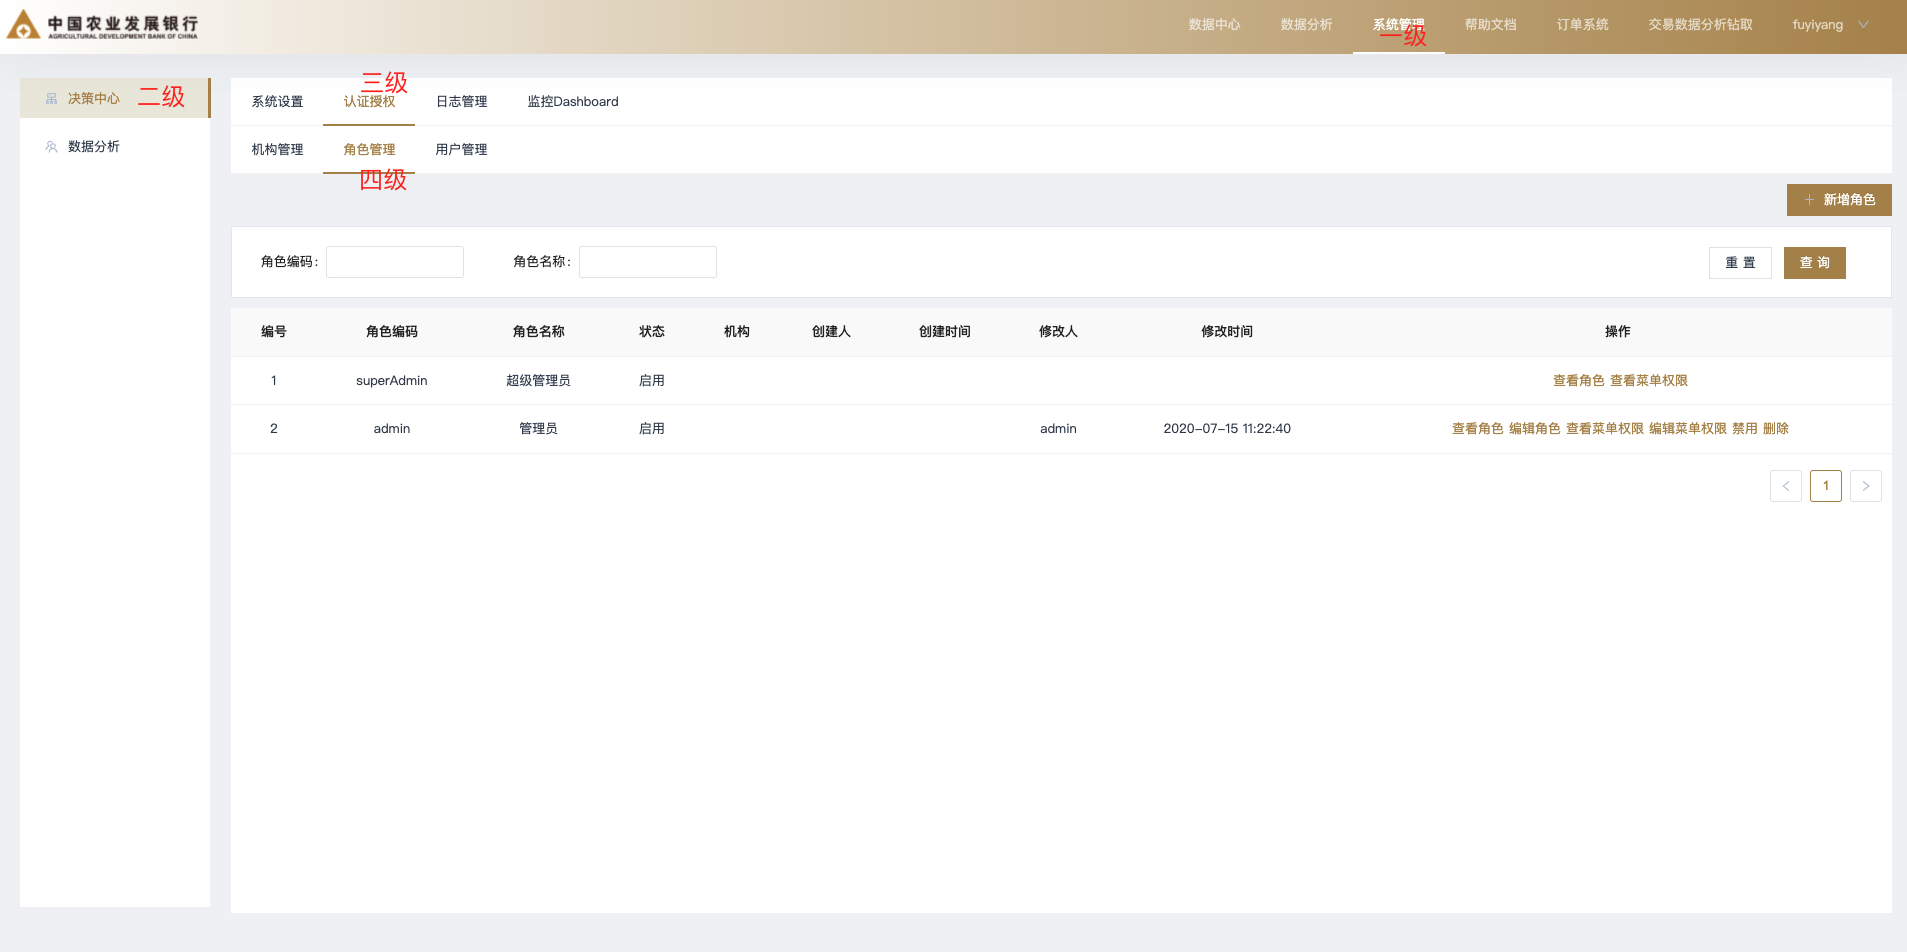 中国农业发展银行
AGRICULTURAL DEVELOPMENT BANK OF CHINA
数据中心 数据分析 系统管理 帮助文档 订单系统 交易数据分析钻取 fuyiyang
一级
决策中心 二级
数据分析
三级
系统设置 认证授权 日志管理 监控Dashboard
机构管理 角色管理 用户管理
四级
新增角色
角色编码： 角色名称： 重 置 查 询
编号 角色编码 角色名称 状态 机构 创建人 创建时间 修改人 修改时间 操作
1 superAdmin 超级管理员 启用 查看角色 查看菜单权限
2 admin 管理员 启用 admin 2020-07-15 11:22:40 查看角色 编辑角色 查看菜单权限 编辑菜单权限 禁用 删除
< 1 >